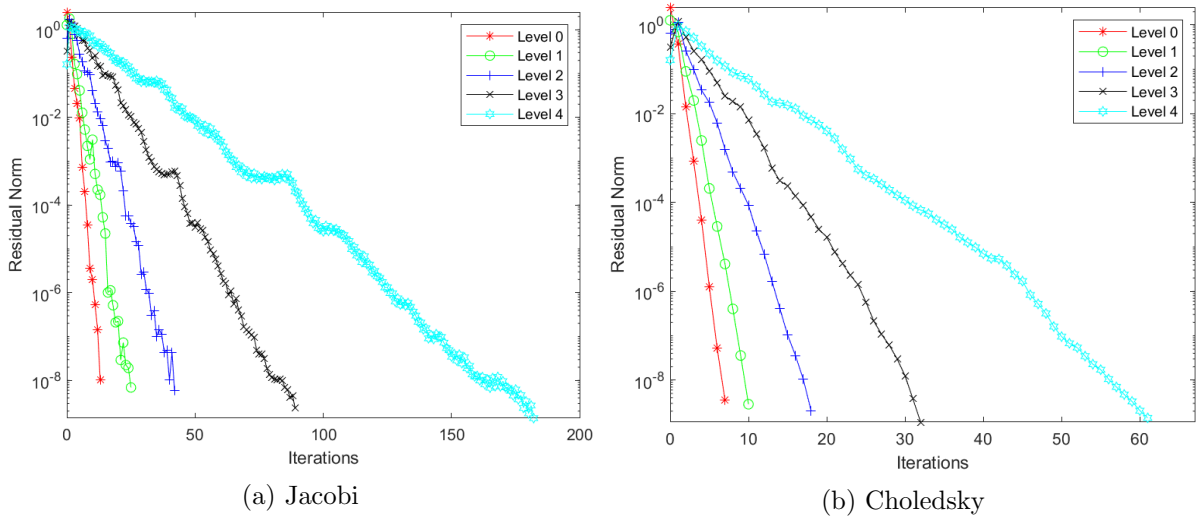 10^0
10^-2
10^-4
10^-6
10^-8
Residual Norm
0
50
100
150
200
Iterations
Level 0
Level 1
Level 2
Level 3
Level 4
(a) Jacobi
10^0
10^-2
10^-4
10^-6
10^-8
Residual Norm
0
10
20
30
40
50
60
Iterations
Level 0
Level 1
Level 2
Level 3
Level 4
(b) Choledsky